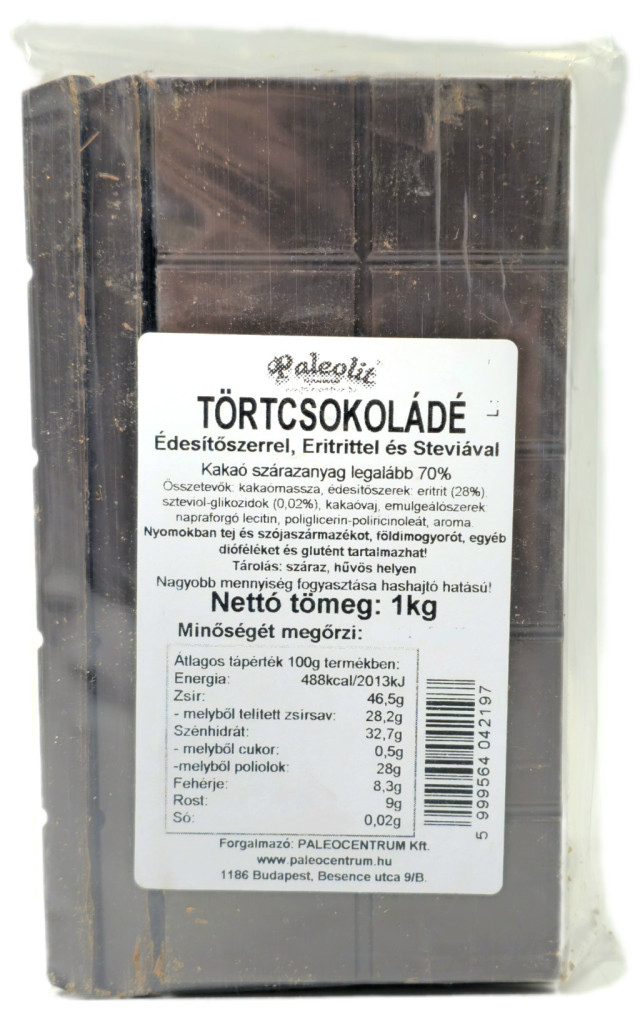 Paleolit
TÖRTCSOKOLÁDÉ
L.:
Édesítőszerrel, Eritrittel és Steviával
Kakaó szárazanyag legalább 70%
Összetevők: kakaómassza, édesítőszerek: eritrit (28%)
szteviol-glikozidok (0,02%), kakaóvaj, emulgeálószerek:
napraforgó lecitin, poliglicerin-poliricinoleát, aroma.
Nyomokban tej és szójaszármazékot, földimogyorót, egyéb
dióféléket és glutént tartalmazhat!
Tárolás: száraz, hűvös helyen
Nagyobb mennyiség fogyasztása hashajtó hatású!
Nettó tömeg: 1kg
Minőségét megőrzi:
Átlagos tápérték 100g termékben:
Energia: 488kcal/2013kJ
Zsír: 46,5g
- melyből telített zsírsav: 28,2g
Szénhidrát: 32,7g
- melyből cukor: 0,5g
-melyből poliolok: 28g
Fehérje: 8,3g
Rost: 9g
Só: 0,02g
5 999564 042197
Forgalmazó: PALEOCENTRUM Kft.
www.paleocentrum.hu
1186 Budapest, Besence utca 9/B.